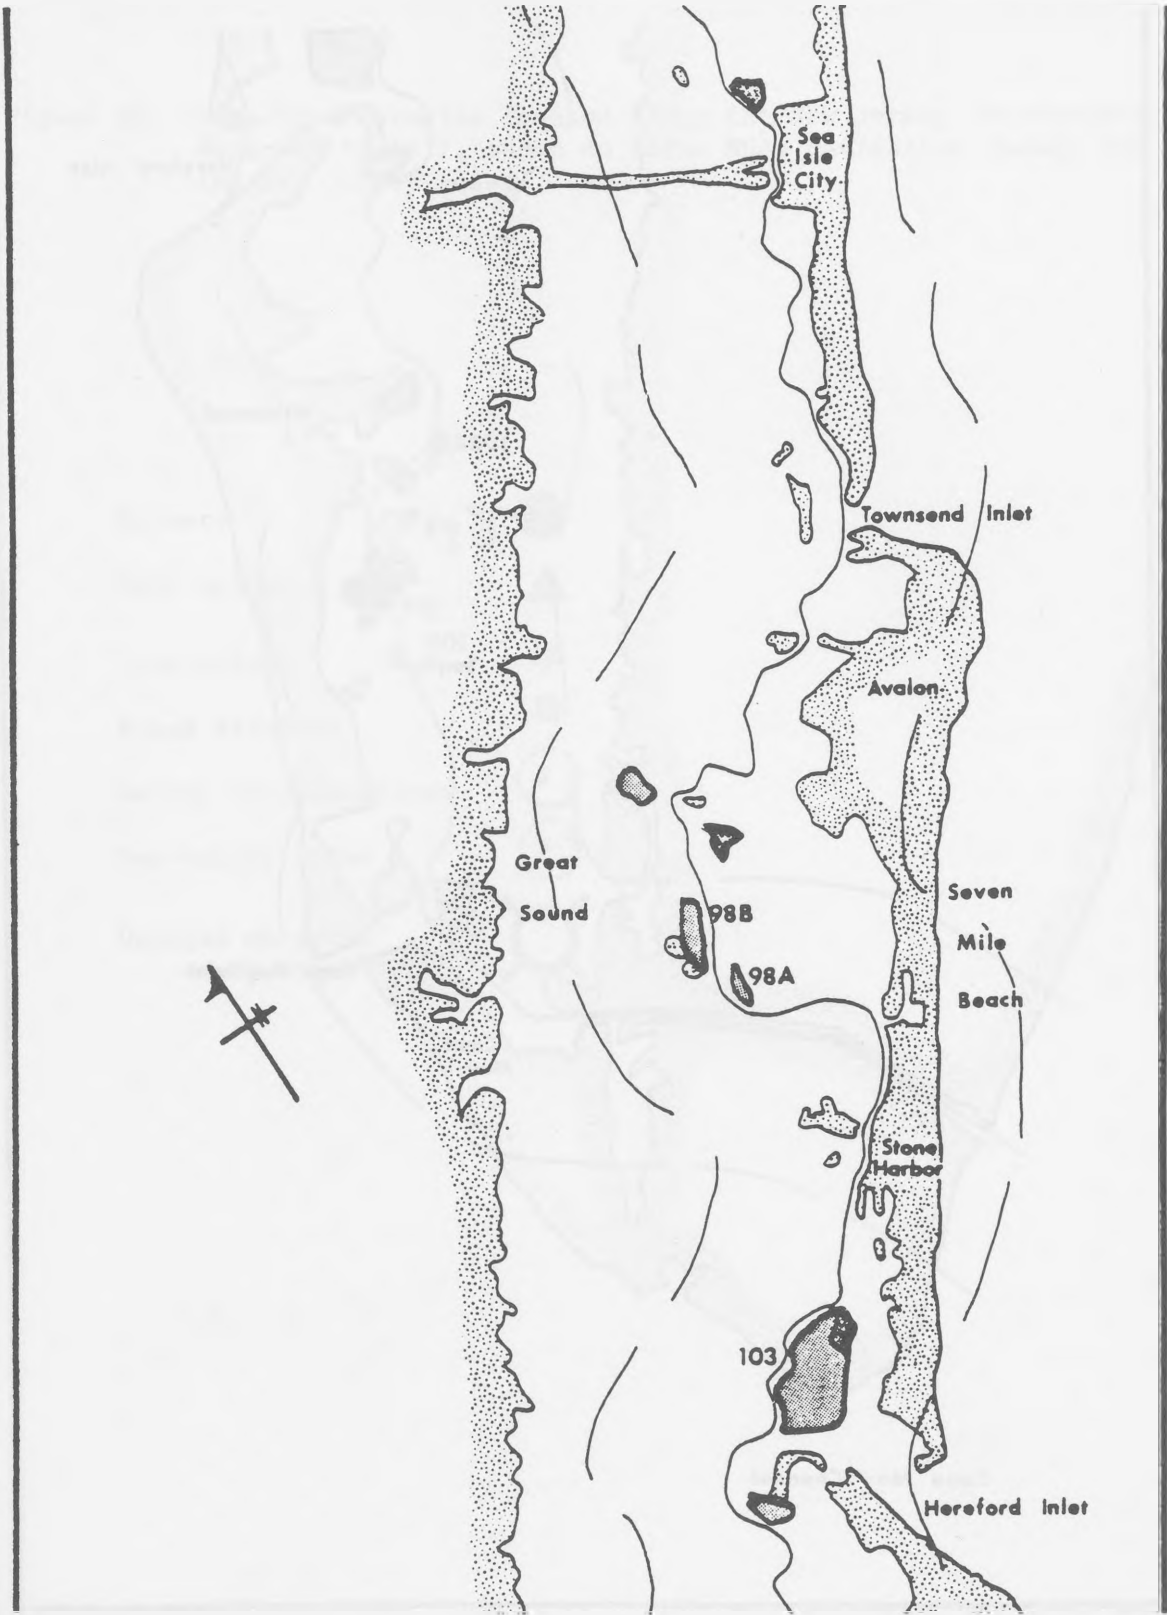 Sea
Isle
City
Townsend Inlet
Avalon
Great
Sound
98B
98A
Seven
Mile
Beach
Stone
Harbor
103
Hereford Inlet